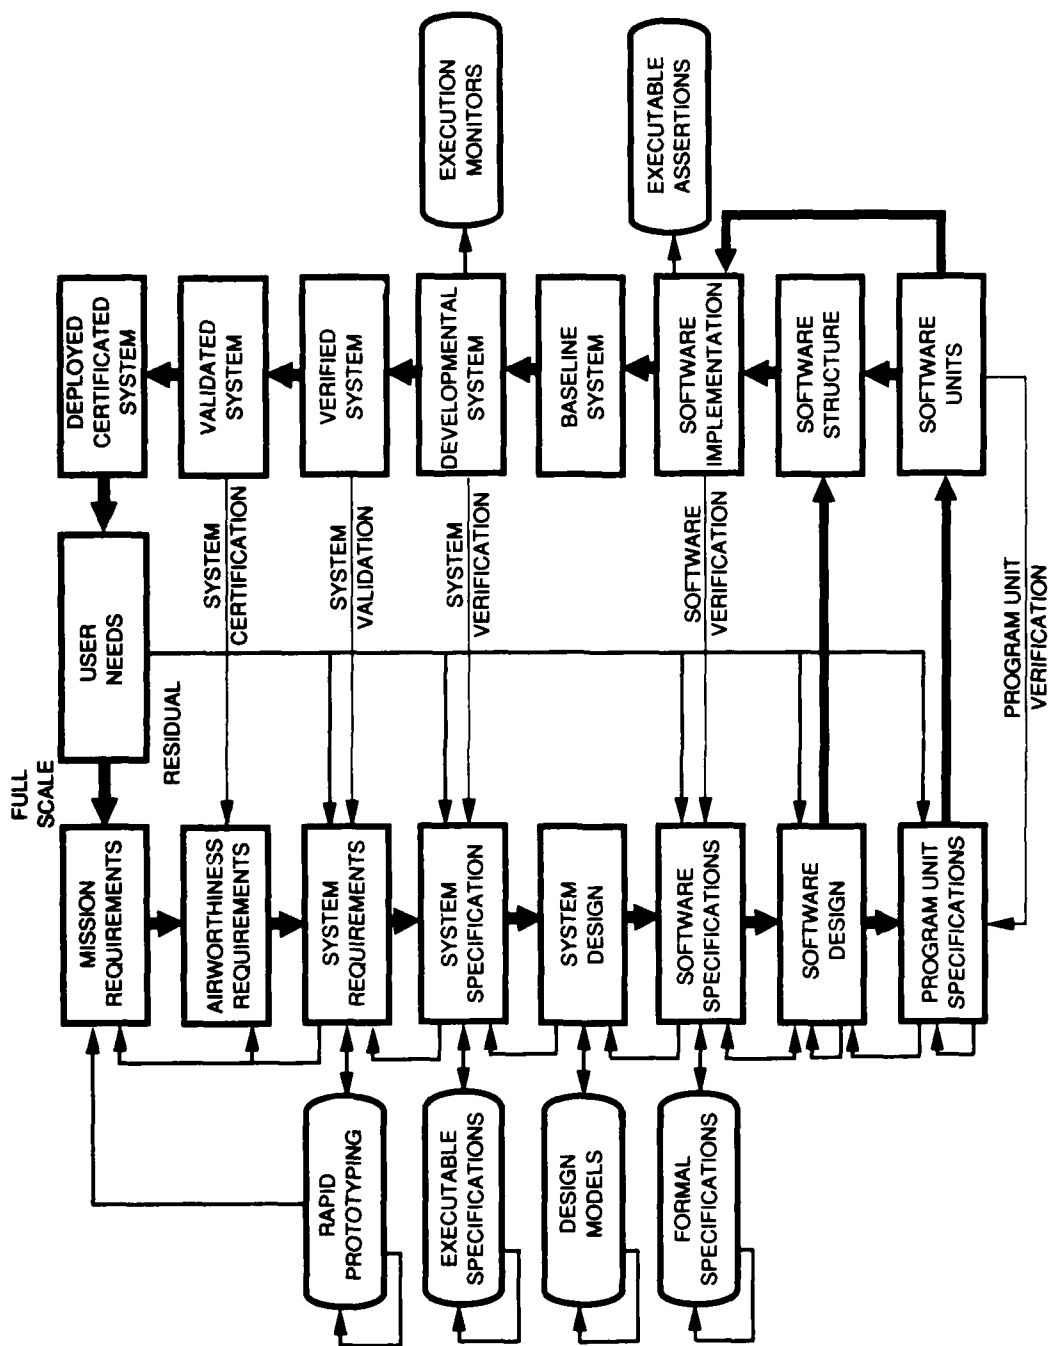 FULL
SCALE
RESIDUAL
USER
NEEDS
DEPLOYED
CERTIFICATED
SYSTEM
MISSION
REQUIREMENTS
AIRWORTHINESS
REQUIREMENTS
SYSTEM
CERTIFICATION
VALIDATED
SYSTEM
RAPID
PROTOTYPING
SYSTEM
REQUIREMENTS
SYSTEM
VALIDATION
VERIFIED
SYSTEM
EXECUTABLE
SPECIFICATIONS
SYSTEM
SPECIFICATION
SYSTEM
VERIFICATION
DEVELOPMENTAL
SYSTEM
EXECUTION
MONITORS
DESIGN
MODELS
SYSTEM
DESIGN
BASELINE
SYSTEM
FORMAL
SPECIFICATIONS
SOFTWARE
SPECIFICATIONS
SOFTWARE
VERIFICATION
SOFTWARE
IMPLEMENTATION
EXECUTABLE
ASSERTIONS
SOFTWARE
DESIGN
SOFTWARE
STRUCTURE
PROGRAM UNIT
SPECIFICATIONS
SOFTWARE
UNITS
PROGRAM UNIT
VERIFICATION